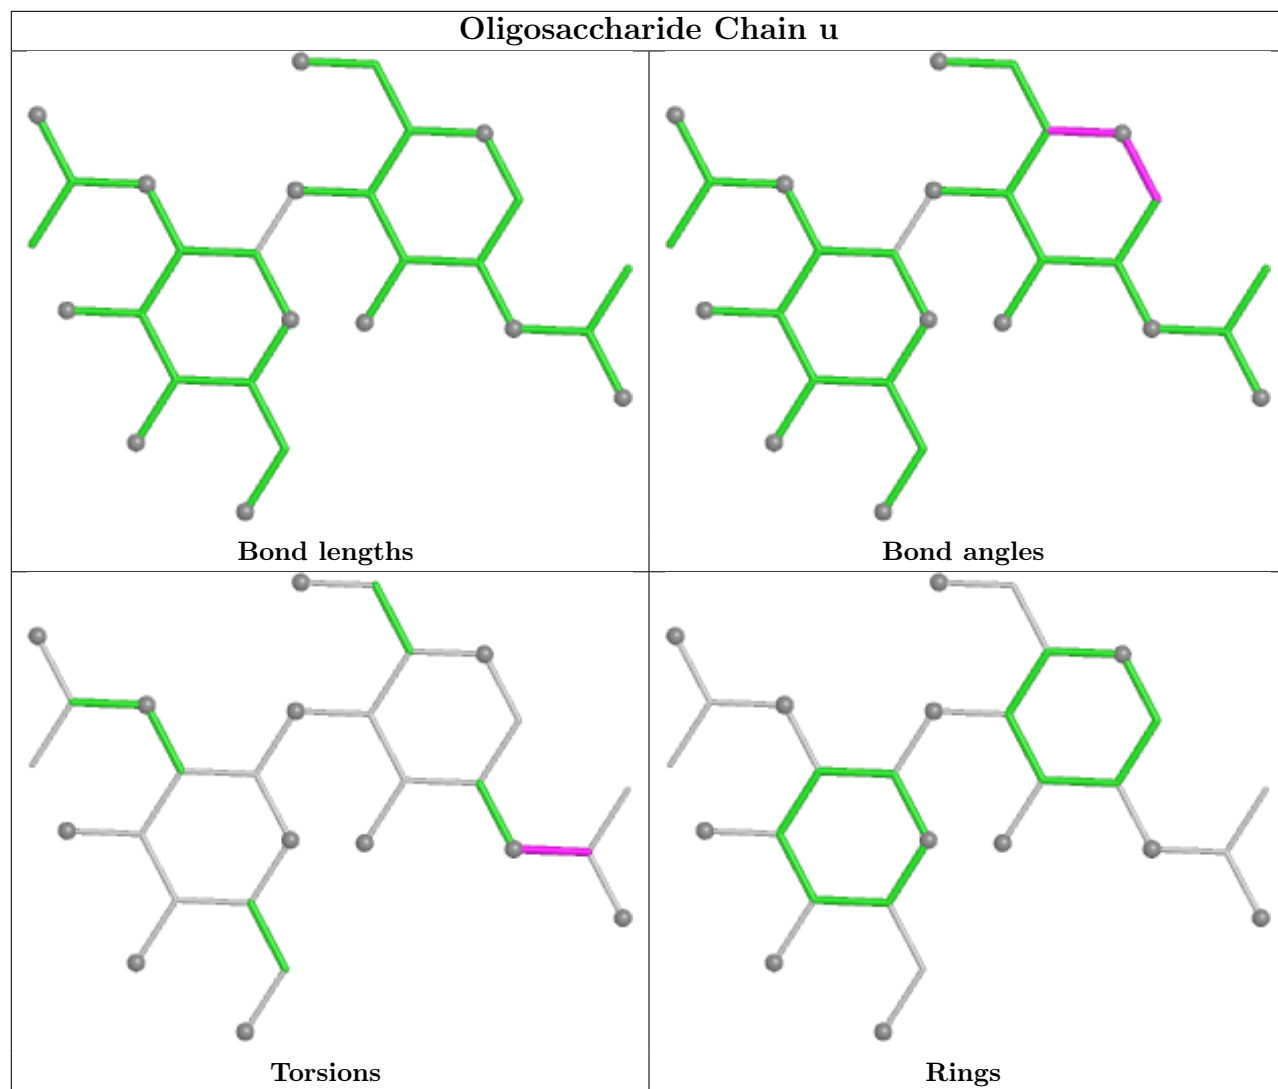 Oligosaccharide Chain u
Bond lengths
Bond angles
Torsions
Rings